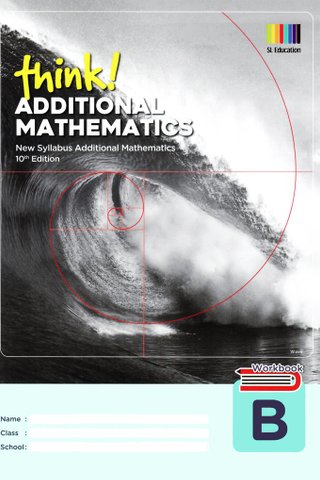 SL Education
think!
ADDITIONAL
MATHEMATICS
New Syllabus Additional Mathematics
10th Edition
Wave
Workbook
B
Name :
Class :
School :